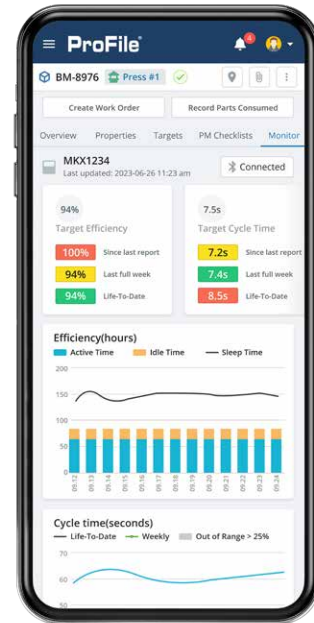 ProFile
4
BM-8976 Press #1
Create Work Order Record Parts Consumed
Overview Properties Targets PM Checklists Monitor
MKX1234
Last updated: 2023-06-26 11:23 am
Connected
94%
Target Efficiency
100% Since last report
94% Last full week
94% Life-To-Date
7.5s
Target Cycle Time
7.2s Since last report
7.4s Last full week
8.5s Life-To-Date
Efficiency(hours)
Active Time Idle Time Sleep Time
200
150
100
50
0
09.12 09.13 09.14 09.15 09.16 09.17 09.18 09.19 09.20 09.21 09.22 09.23 09.24
Cycle time(seconds)
Life-To-Date Weekly Out of Range > 25%
70
60
50